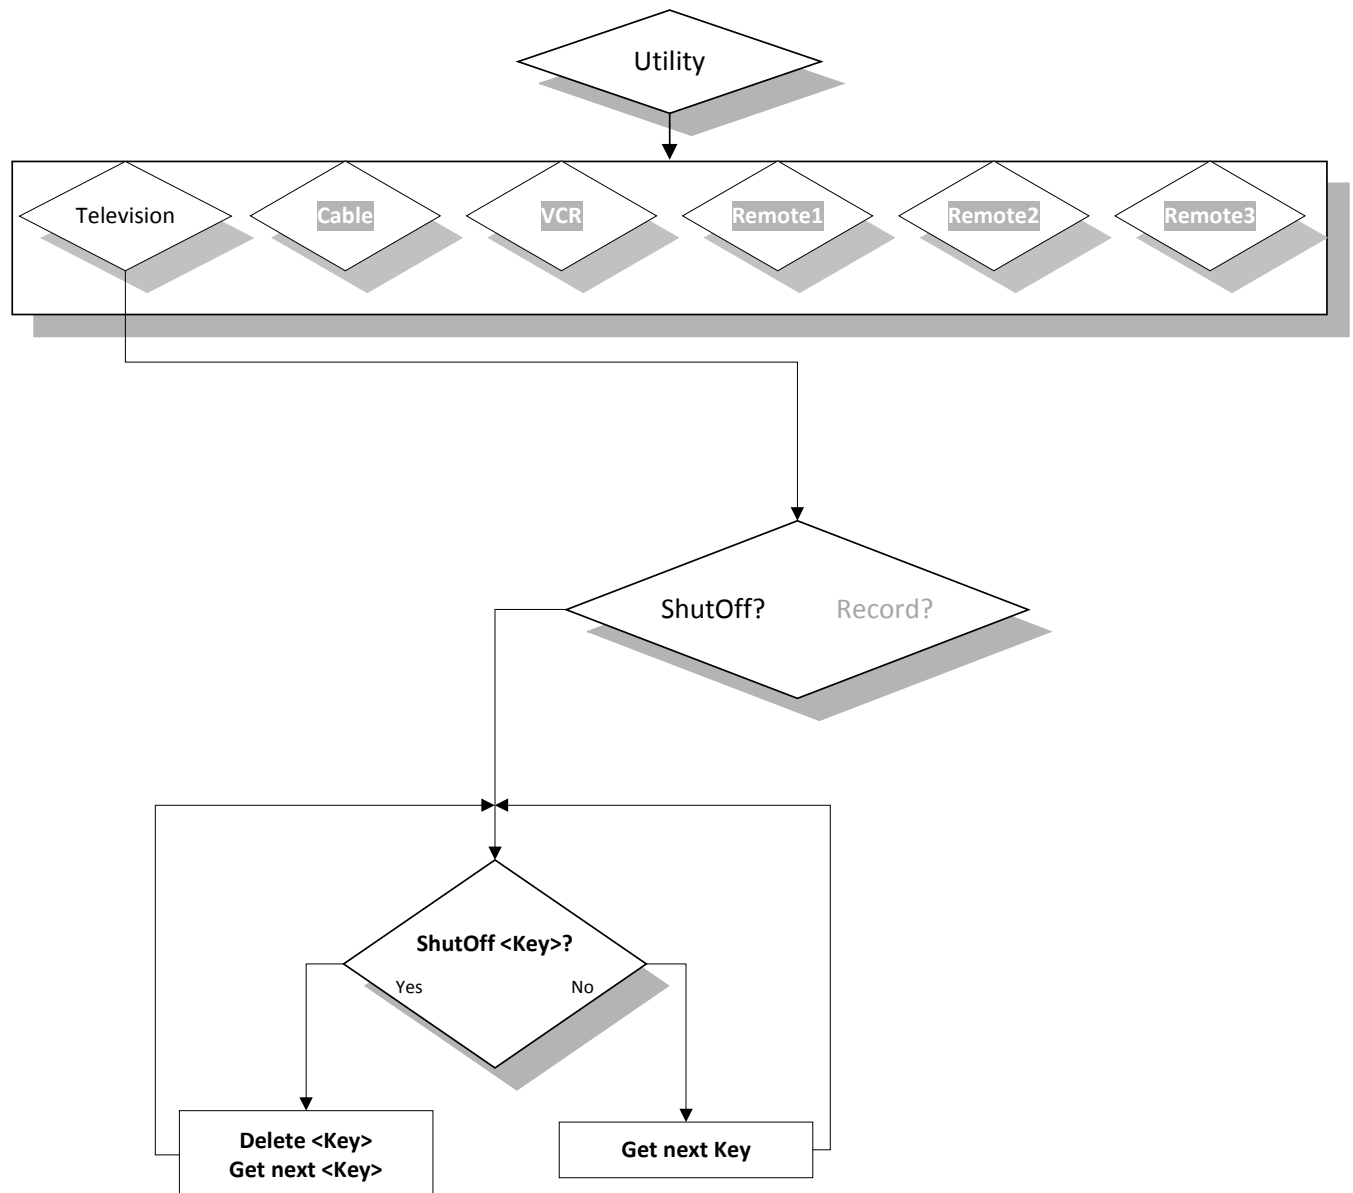 Utility
Television
Cable
VCR
Remote1
Remote2
Remote3
ShutOff?
Record?
ShutOff <Key>?
Yes
No
Delete <Key>
Get next <Key>
Get next Key